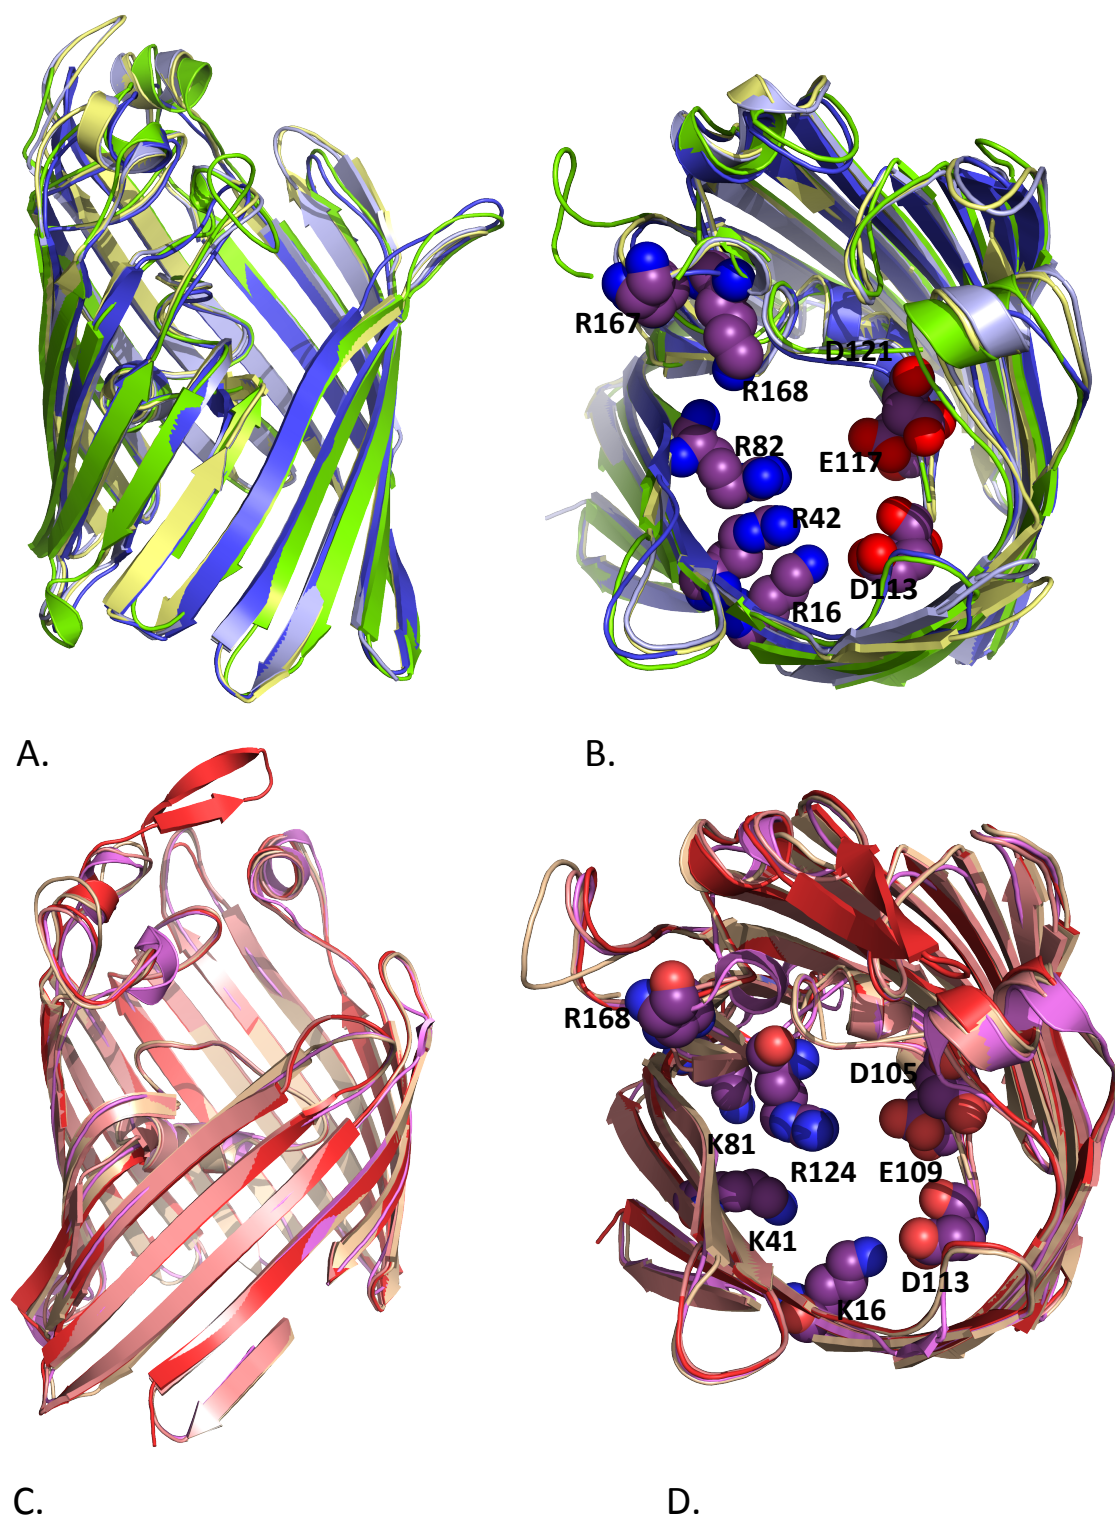 R167
D121
R168
R82
E117
R42
D113
R16
A.
B.
R168
D105
K81
R124
E109
K41
D113
K16
C.
D.